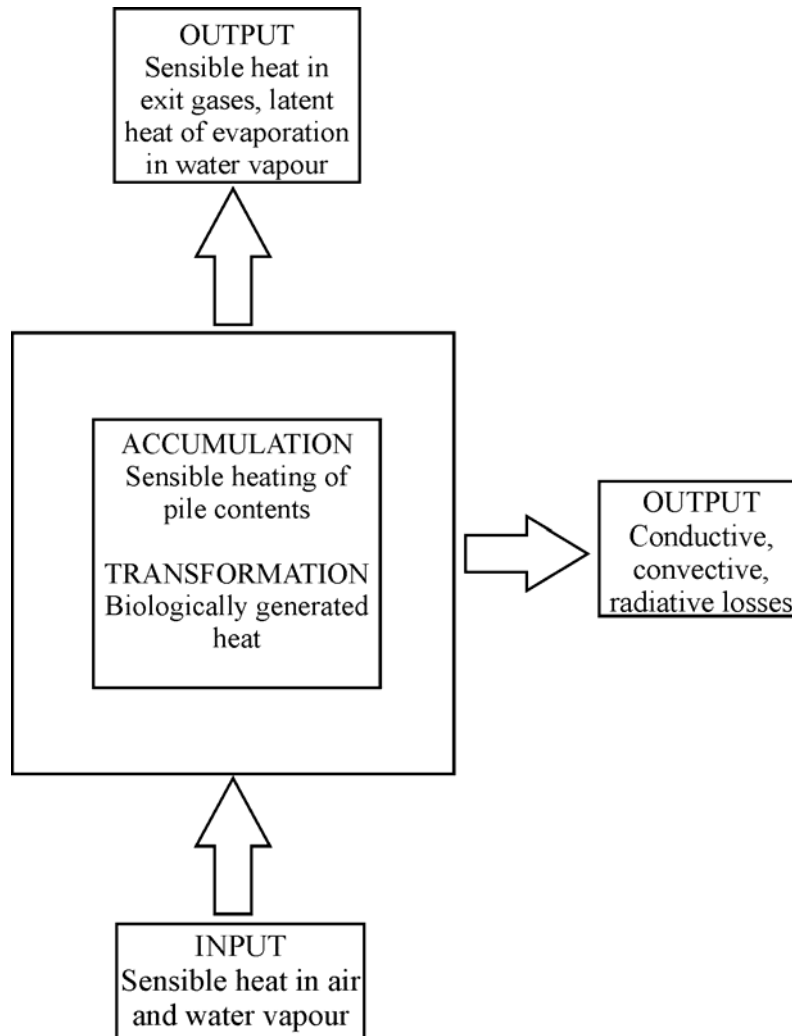 OUTPUT
Sensible heat in
exit gases, latent
heat of evaporation
in water vapour
ACCUMULATION
Sensible heating of
pile contents
TRANSFORMATION
Biologically generated
heat
OUTPUT
Conductive,
convective,
radiative losses
INPUT
Sensible heat in air
and water vapour